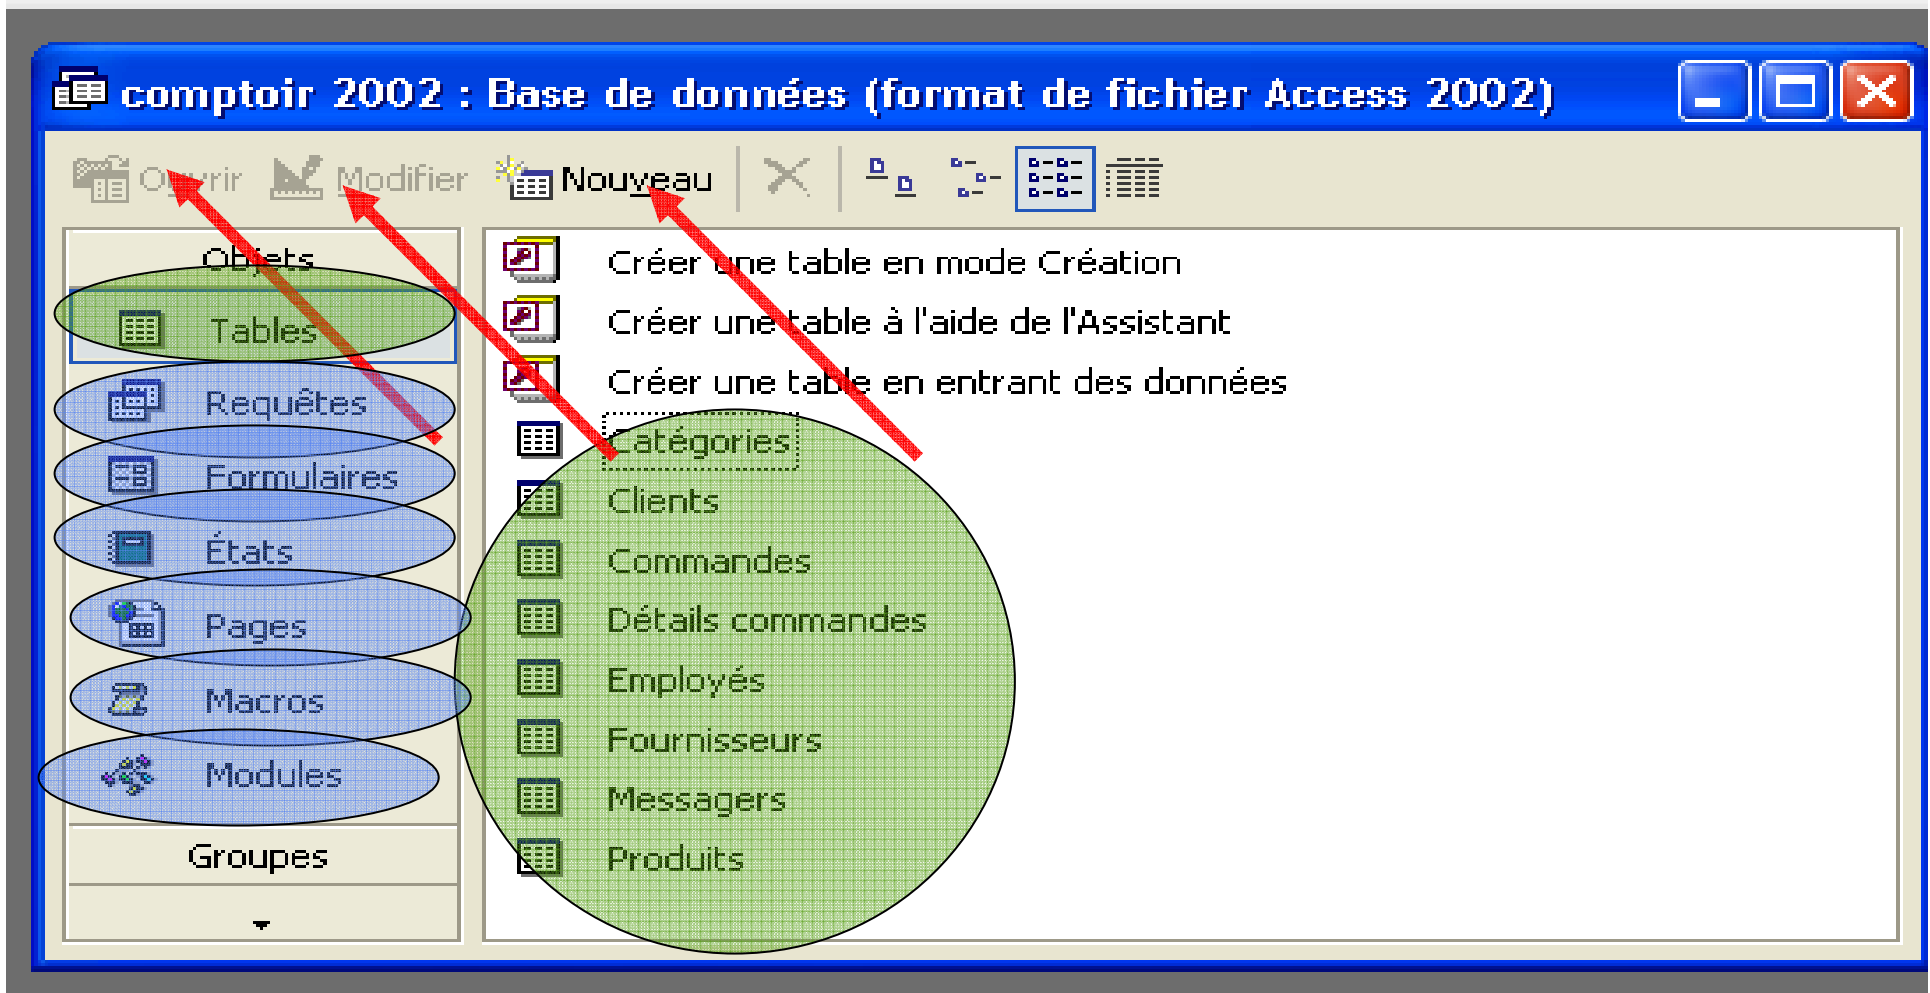 comptoir 2002 : Base de données (format de fichier Access 2002)
Ouvrir Modifier Nouveau
Objets
Tables
Requêtes
Formulaires
États
Pages
Macros
Modules
Groupes
Créer une table en mode Création
Créer une table à l'aide de l'Assistant
Créer une table en entrant des données
Catégories
Clients
Commandes
Détails commandes
Employés
Fournisseurs
Messagers
Produits